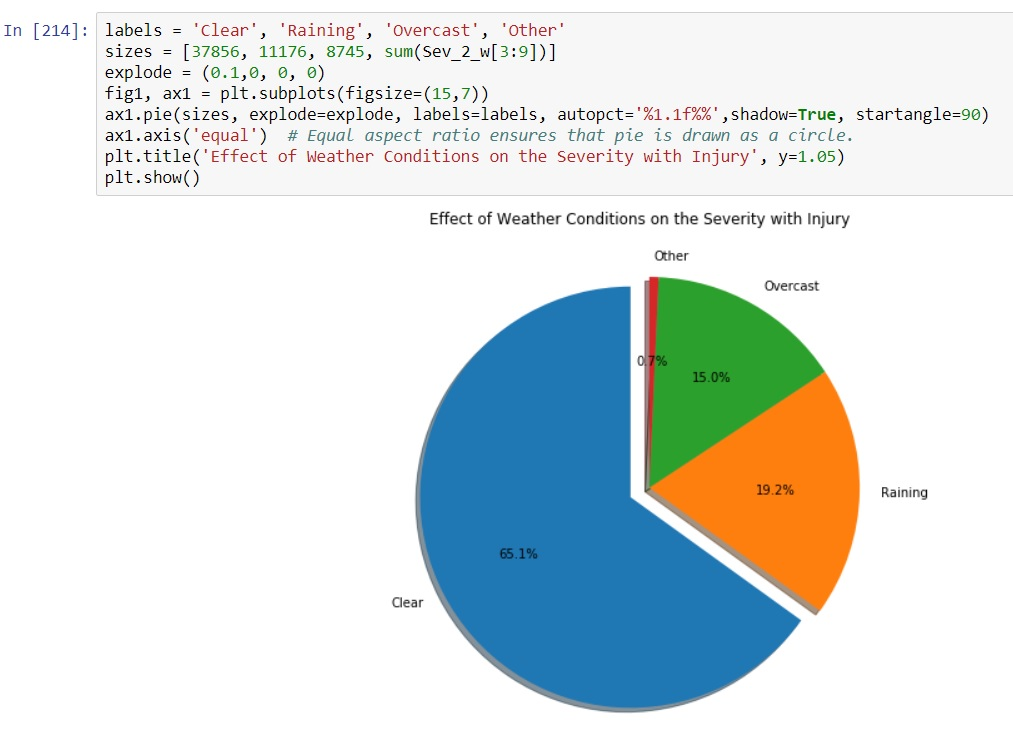 In [214]: labels = 'Clear', 'Raining', 'Overcast', 'Other'
sizes = [37856, 11176, 8745, sum(Sev_2_w[3:9])]
explode = (0.1,0, 0, 0)
fig1, ax1 = plt.subplots(figsize=(15,7))
ax1.pie(sizes, explode=explode, labels=labels, autopct='%1.1f%%',shadow=True, startangle=90)
ax1.axis('equal')  # Equal aspect ratio ensures that pie is drawn as a circle.
plt.title('Effect of Weather Conditions on the Severity with Injury', y=1.05)
plt.show()
Effect of Weather Conditions on the Severity with Injury
Other
Overcast
0.7%
15.0%
19.2%
Raining
65.1%
Clear